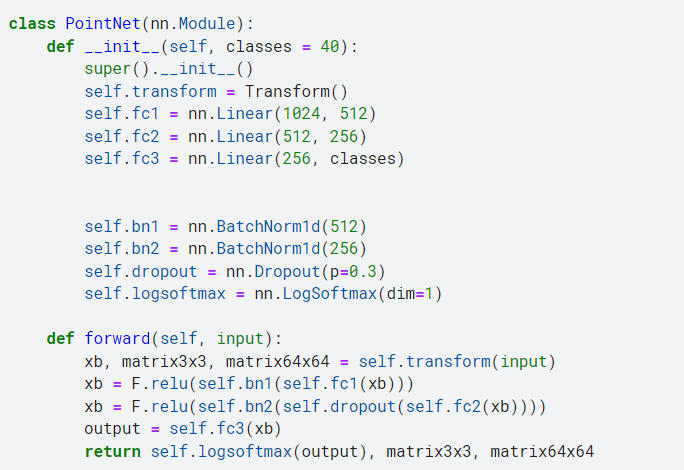 class PointNet(nn.Module):
    def __init__(self, classes = 40):
        super().__init__()
        self.transform = Transform()
        self.fc1 = nn.Linear(1024, 512)
        self.fc2 = nn.Linear(512, 256)
        self.fc3 = nn.Linear(256, classes)
        self.bn1 = nn.BatchNorm1d(512)
        self.bn2 = nn.BatchNorm1d(256)
        self.dropout = nn.Dropout(p=0.3)
        self.logsoftmax = nn.LogSoftmax(dim=1)
    def forward(self, input):
        xb, matrix3x3, matrix64x64 = self.transform(input)
        xb = F.relu(self.bn1(self.fc1(xb)))
        xb = F.relu(self.bn2(self.dropout(self.fc2(xb))))
        output = self.fc3(xb)
        return self.logsoftmax(output), matrix3x3, matrix64x64